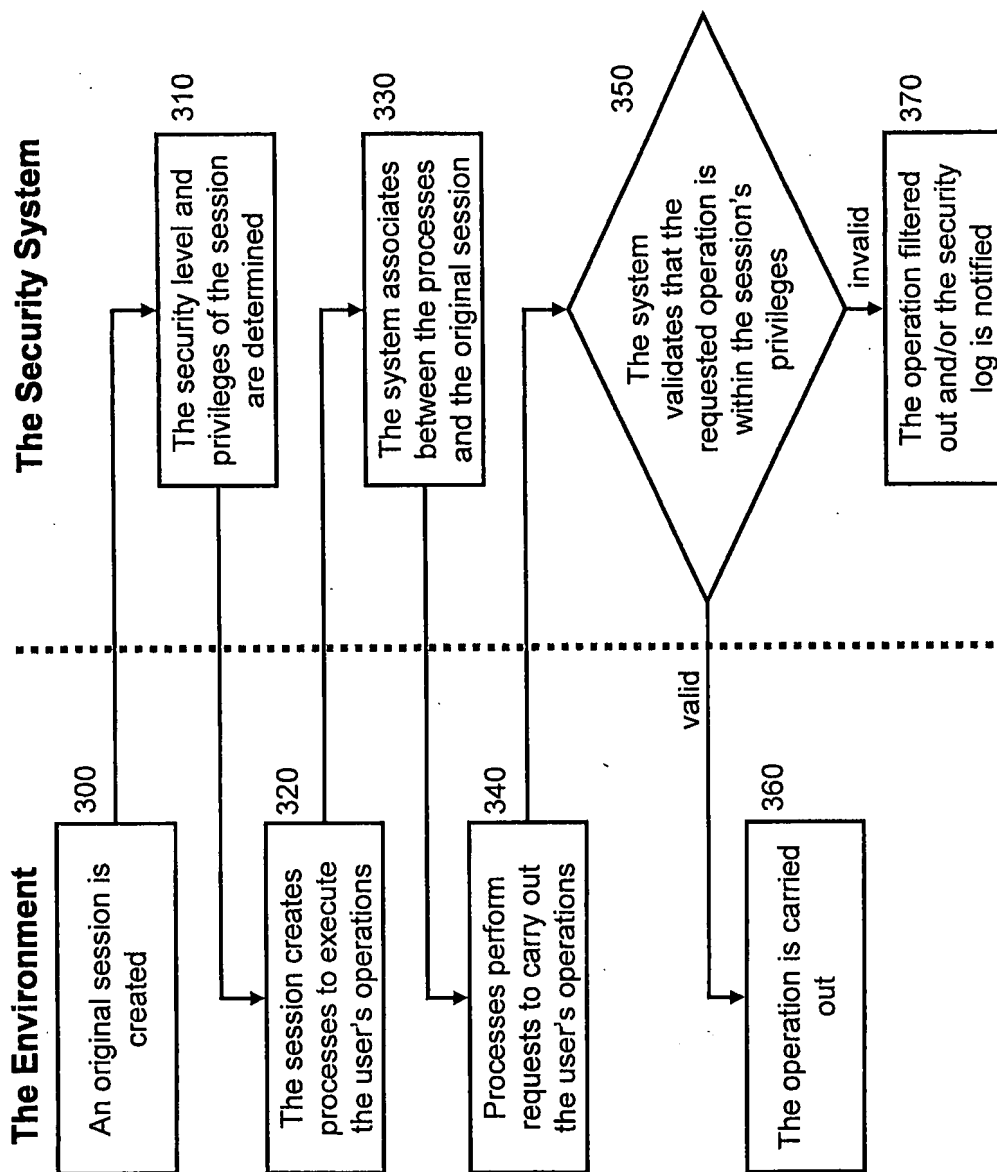 The Environment
The Security System
300
An original session is
created
310
The security level and
privileges of the session
are determined
320
The session creates
processes to execute
the user's operations
330
The system associates
between the processes
and the original session
340
Processes perform
requests to carry out
the user's operations
350
The system
validates that the
requested operation is
within the session's
privileges
valid
invalid
360
The operation is carried
out
370
The operation filtered
out and/or the security
log is notified